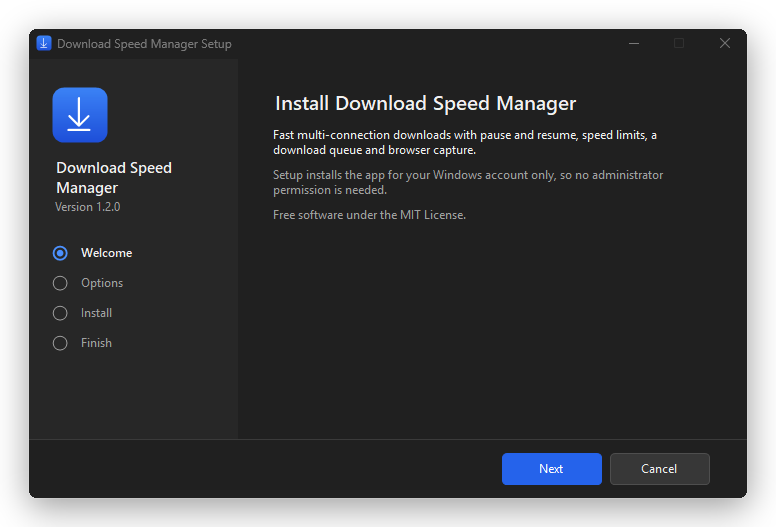 Download Speed Manager Setup
Download Speed
Manager
Version 1.2.0
Welcome
Options
Install
Finish
Install Download Speed Manager
Fast multi-connection downloads with pause and resume, speed limits, a
download queue and browser capture.
Setup installs the app for your Windows account only, so no administrator
permission is needed.
Free software under the MIT License.
Next
Cancel